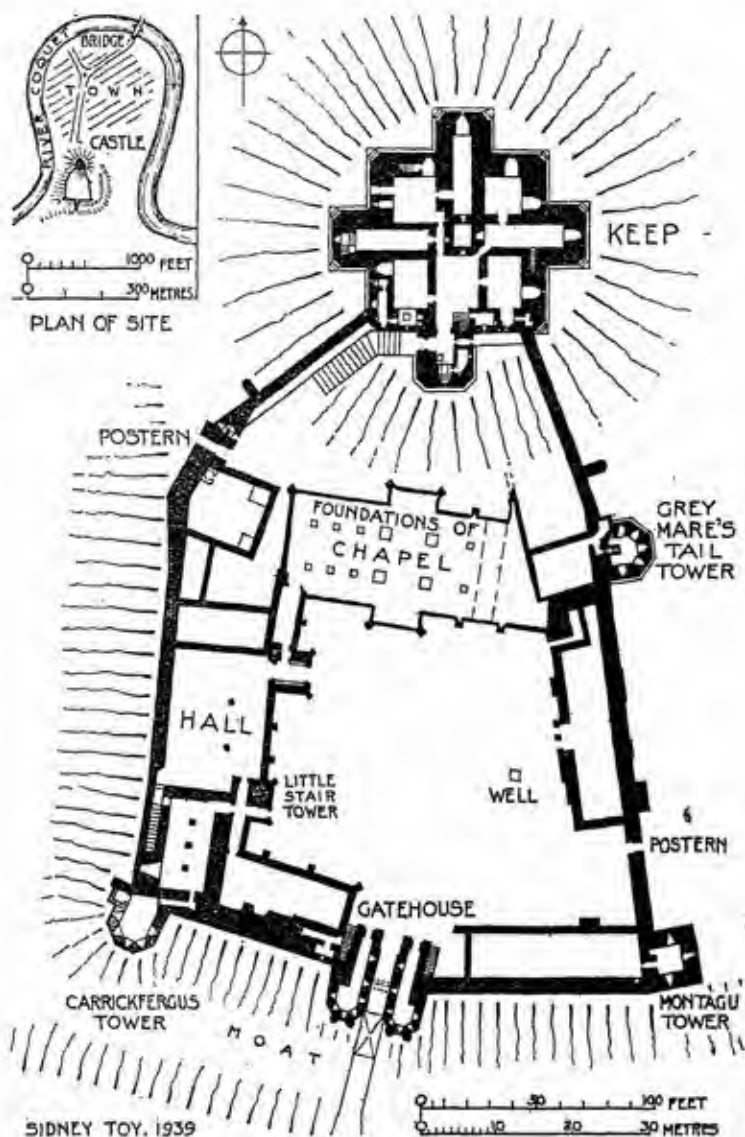 RIVER COQUET
BRIDGE
TOWN
CASTLE
1000 FEET
300 METRES
PLAN OF SITE
KEEP
POSTERN
FOUNDATIONS OF
CHAPEL
GREY
MARE'S
TAIL
TOWER
HALL
LITTLE
STAIR
TOWER
WELL
POSTERN
GATEHOUSE
CARRICKFERGUS
TOWER
MOAT
MONTAGU
TOWER
0 50 100 FEET
0 10 20 30 METRES
SIDNEY TOY. 1939